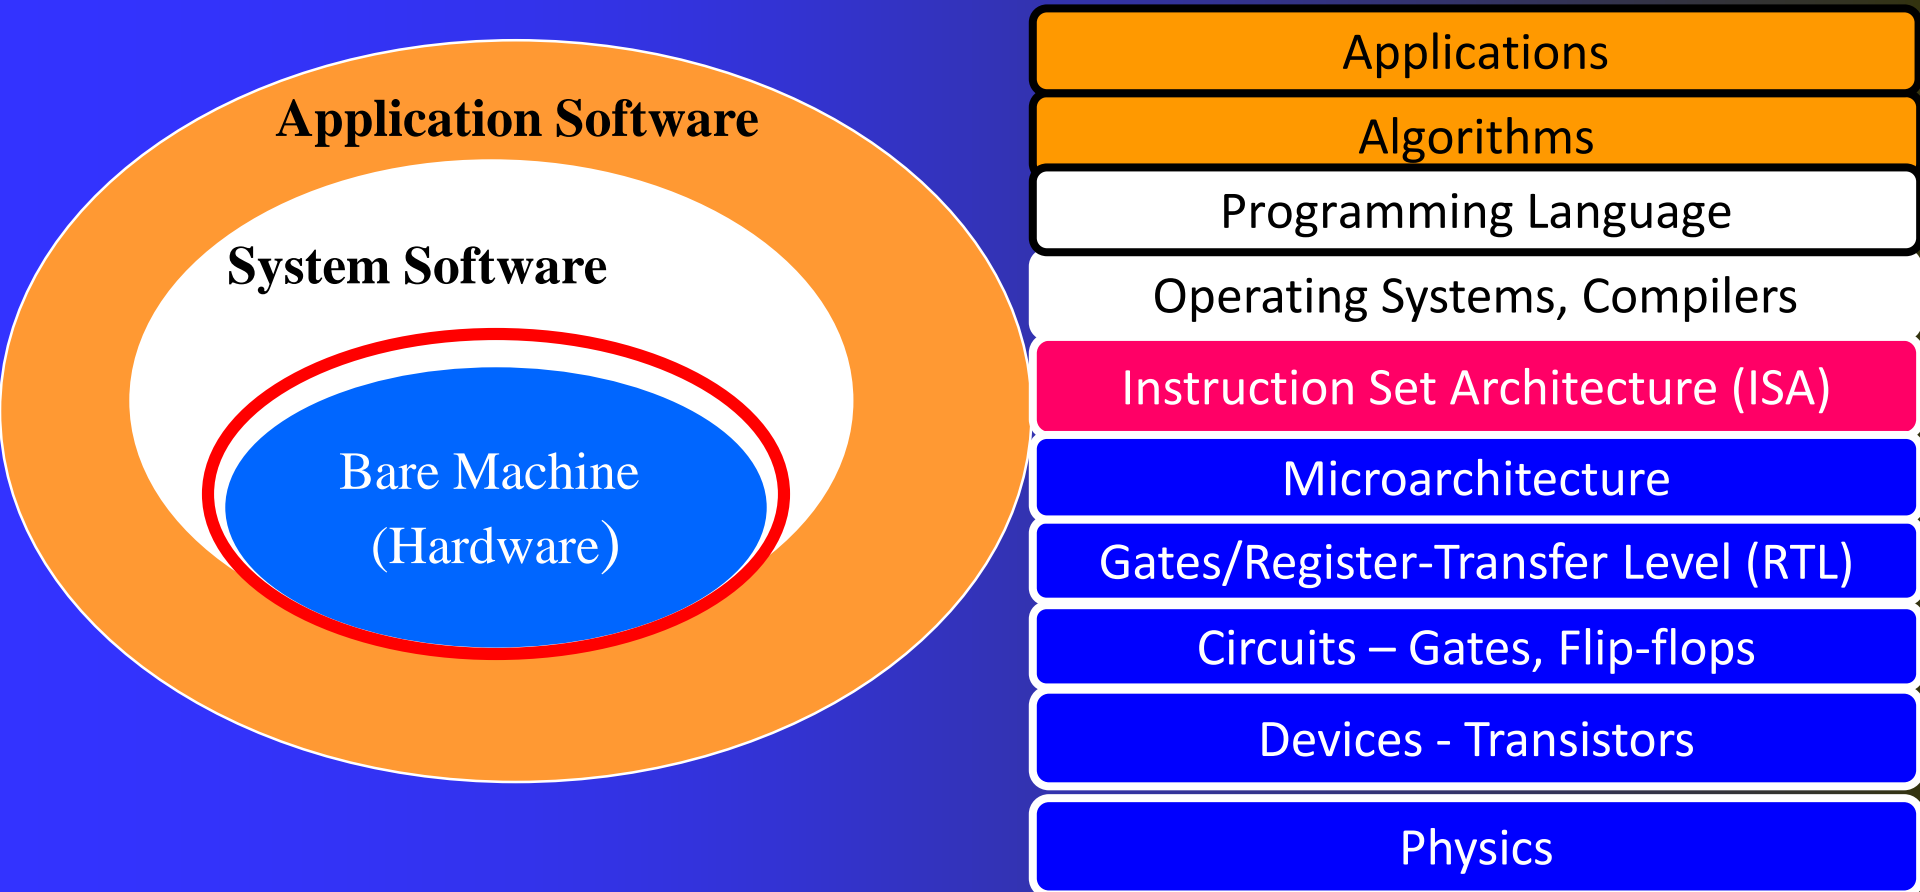 Application Software
System Software
Bare Machine
(Hardware)
Applications
Algorithms
Programming Language
Operating Systems, Compilers
Instruction Set Architecture (ISA)
Microarchitecture
Gates/Register-Transfer Level (RTL)
Circuits – Gates, Flip-flops
Devices - Transistors
Physics